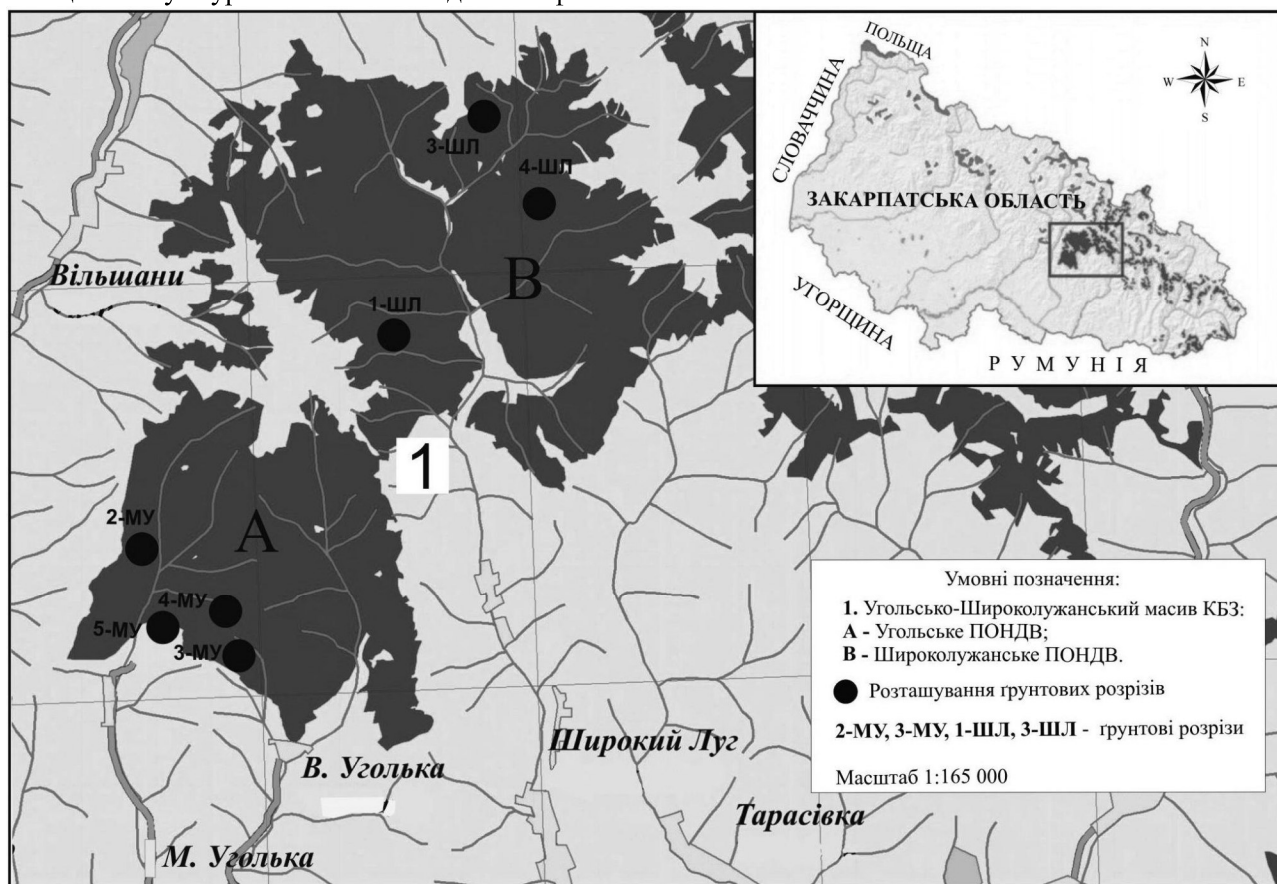 ПОЛЬЩА
СЛОВАЧЧИНА
N
W E
S
ЗАКАРПАТСЬКА ОБЛАСТЬ
УГОРЩИНА
РУМУНІЯ
3-ШЛ
4-ШЛ
Вільшани
В
1-ШЛ
1
2-МУ
А
4-МУ
5-МУ
3-МУ
Широкий Луг
В. Уголька
Тарасівка
М. Уголька
Умовні позначення:
1. Угольсько-Широколужанський масив КБЗ:
А - Угольське ПОНДВ;
В - Широколужанське ПОНДВ.
Розташування ґрунтових розрізів
2-МУ, 3-МУ, 1-ШЛ, 3-ШЛ - ґрунтові розрізи
Масштаб 1:165 000